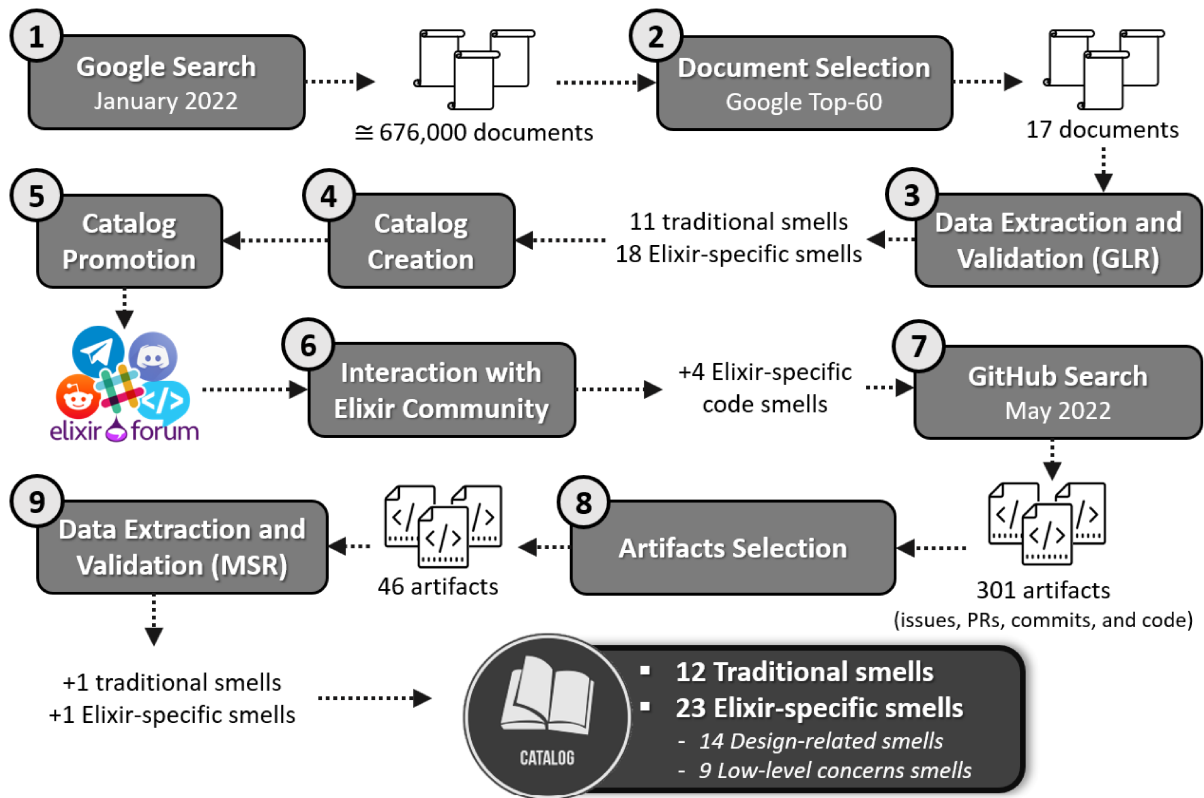 1
Google Search
January 2022
≅ 676,000 documents
2
Document Selection
Google Top-60
17 documents
3
Data Extraction and
Validation (GLR)
11 traditional smells
18 Elixir-specific smells
4
Catalog
Creation
5
Catalog
Promotion
</>
elixir forum
6
Interaction with
Elixir Community
+4 Elixir-specific
code smells
7
GitHub Search
May 2022
</>
</>
</>
301 artifacts
(issues, PRs, commits, and code)
8
Artifacts Selection
</>
</>
</>
46 artifacts
9
Data Extraction and
Validation (MSR)
+1 traditional smells
+1 Elixir-specific smells
CATALOG
▪ 12 Traditional smells
▪ 23 Elixir-specific smells
- 14 Design-related smells
- 9 Low-level concerns smells